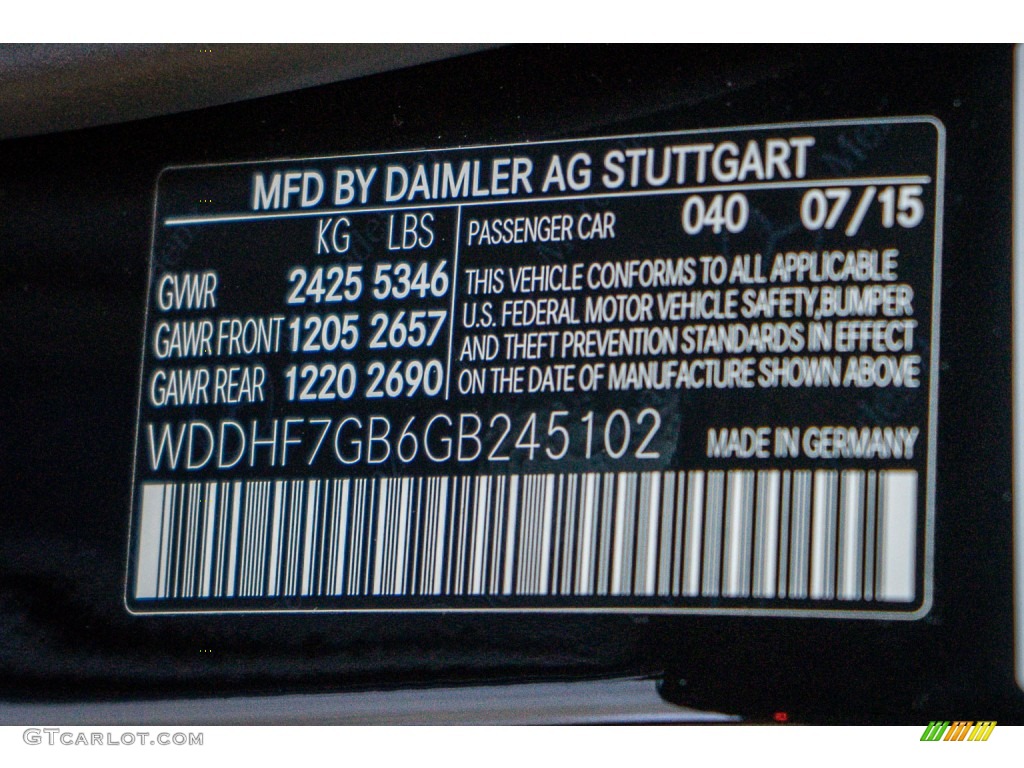 MFD BY DAIMLER AG STUTTGART
KG LBS
GVWR 2425 5346
GAWR FRONT 1205 2657
GAWR REAR 1220 2690
PASSENGER CAR 040 07/15
THIS VEHICLE CONFORMS TO ALL APPLICABLE
U.S. FEDERAL MOTOR VEHICLE SAFETY,BUMPER
AND THEFT PREVENTION STANDARDS IN EFFECT
ON THE DATE OF MANUFACTURE SHOWN ABOVE
WDDHF7GB6GB245102 MADE IN GERMANY
GTCARLOT.COM